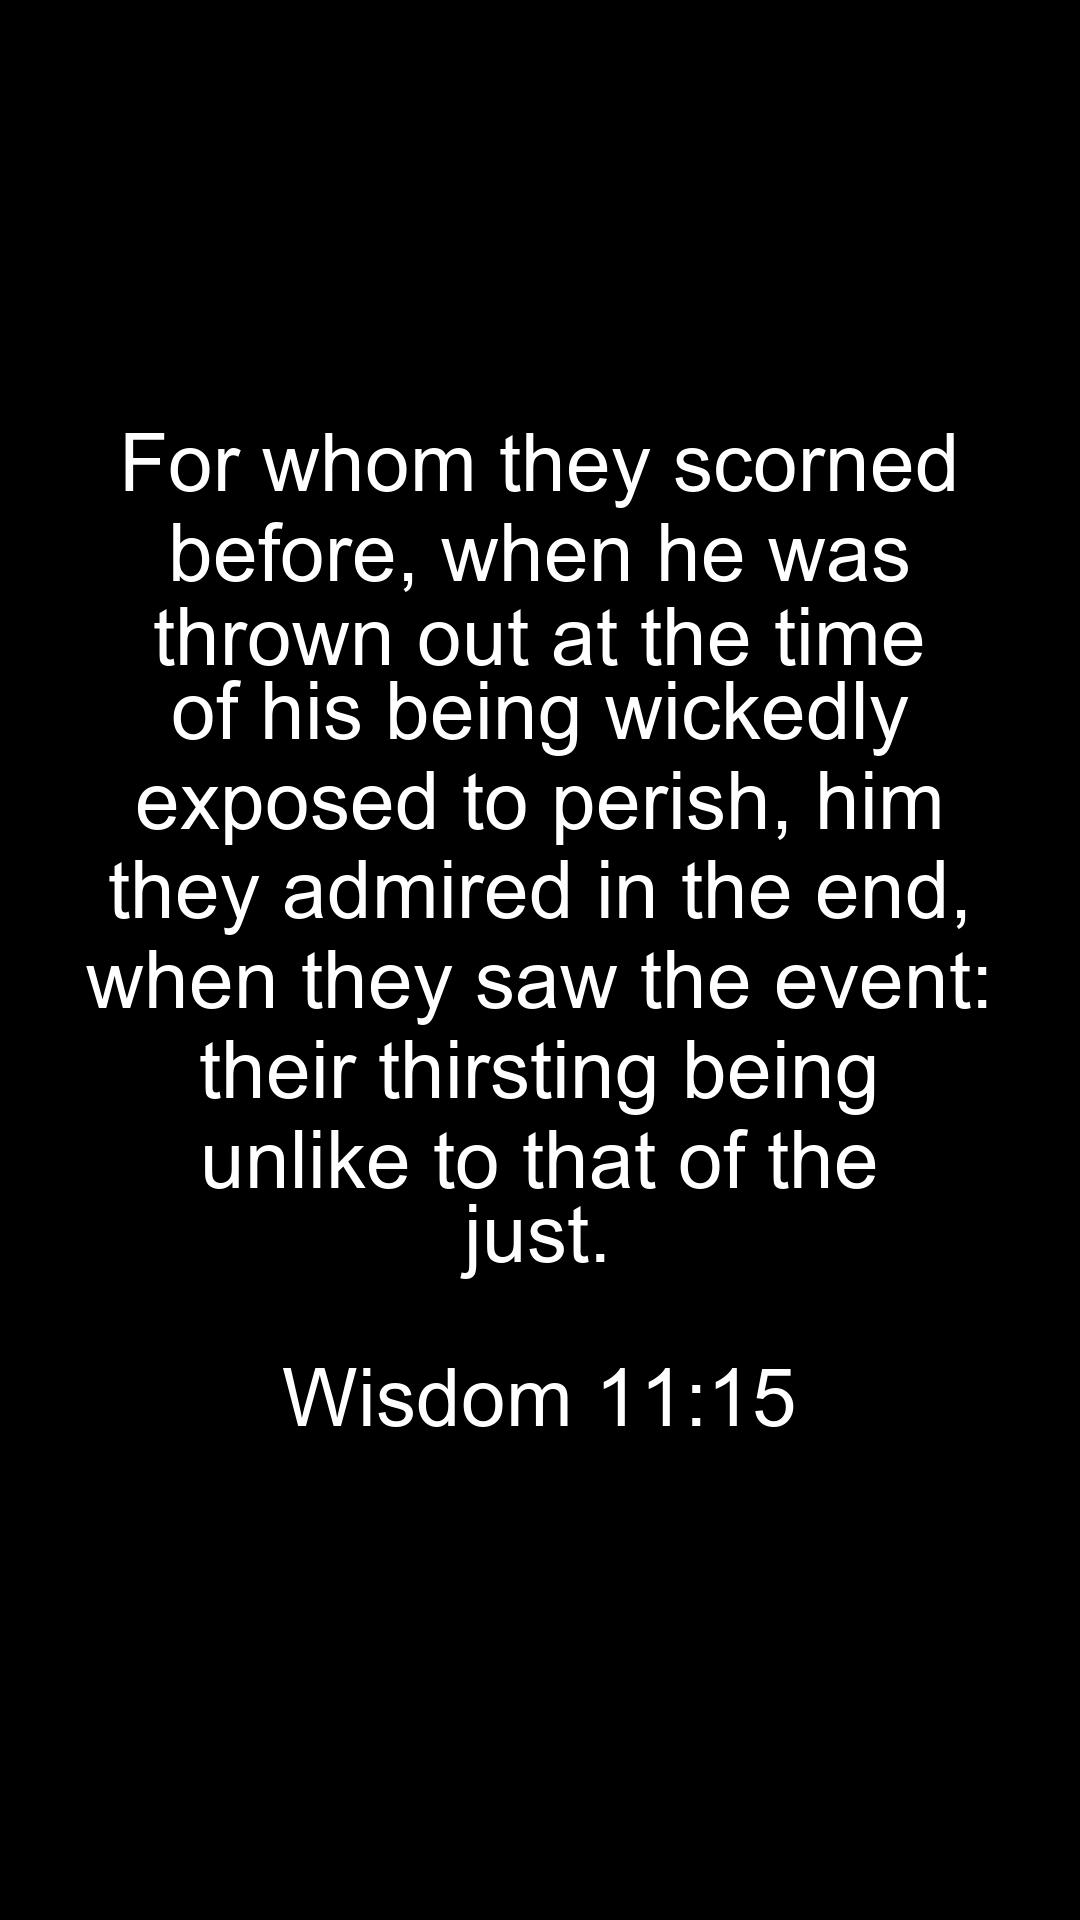 For whom they scorned
before, when he was
thrown out at the time
of his being wickedly
exposed to perish, him
they admired in the end,
when they saw the event:
their thirsting being
unlike to that of the
just.
Wisdom 11:15